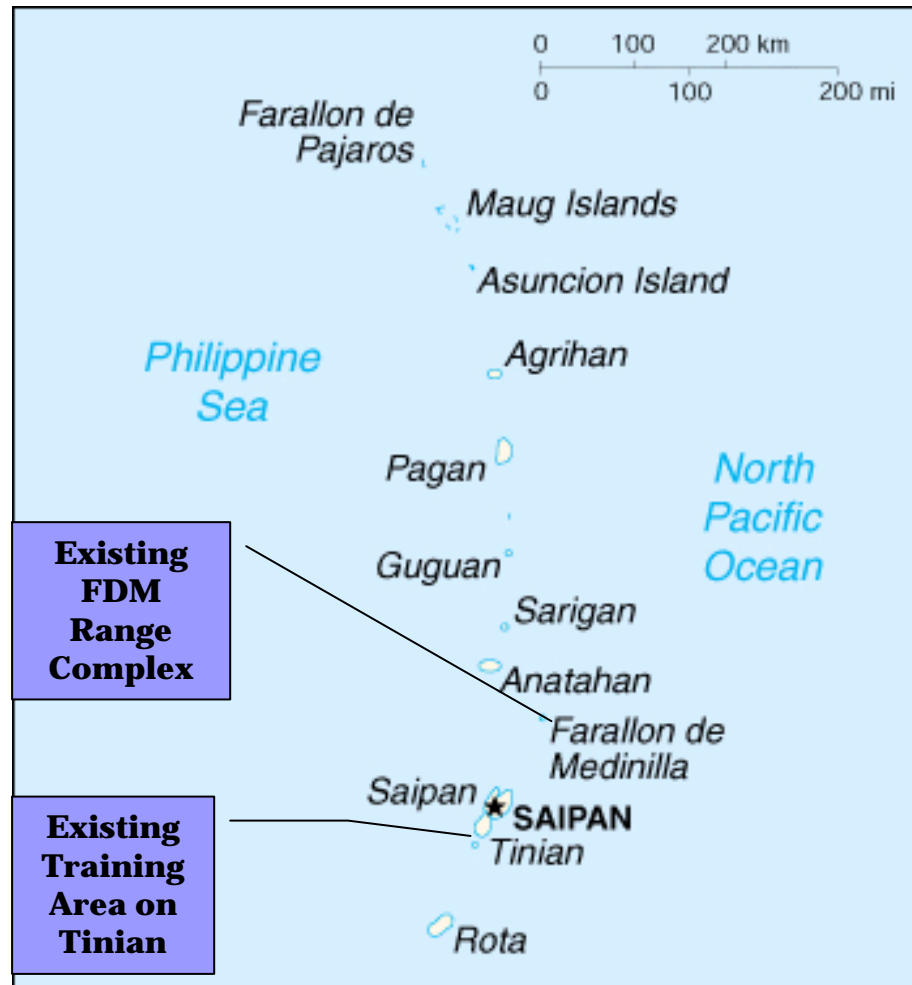 0 100 200 km
0 100 200 mi
Farallon de
Pajaros
Maug Islands
Asuncion Island
Agrihan
Philippine
Sea
Pagan
North
Pacific
Ocean
Existing
FDM
Range
Complex
Guguan
Sarigan
Anatahan
Farallon de
Medinilla
Saipan
SAIPAN
Existing
Training
Area on
Tinian
Tinian
Rota